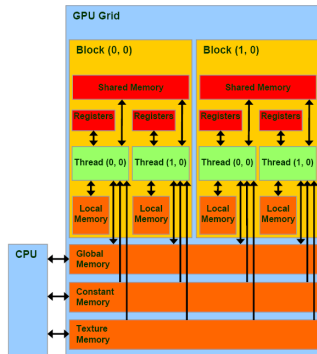 GPU Grid
Block (0, 0)
Block (1, 0)
Shared Memory
Shared Memory
Registers
Registers
Registers
Registers
Thread (0, 0)
Thread (1, 0)
Thread (0, 0)
Thread (1, 0)
Local
Memory
Local
Memory
Local
Memory
Local
Memory
CPU
Global
Memory
Constant
Memory
Texture
Memory